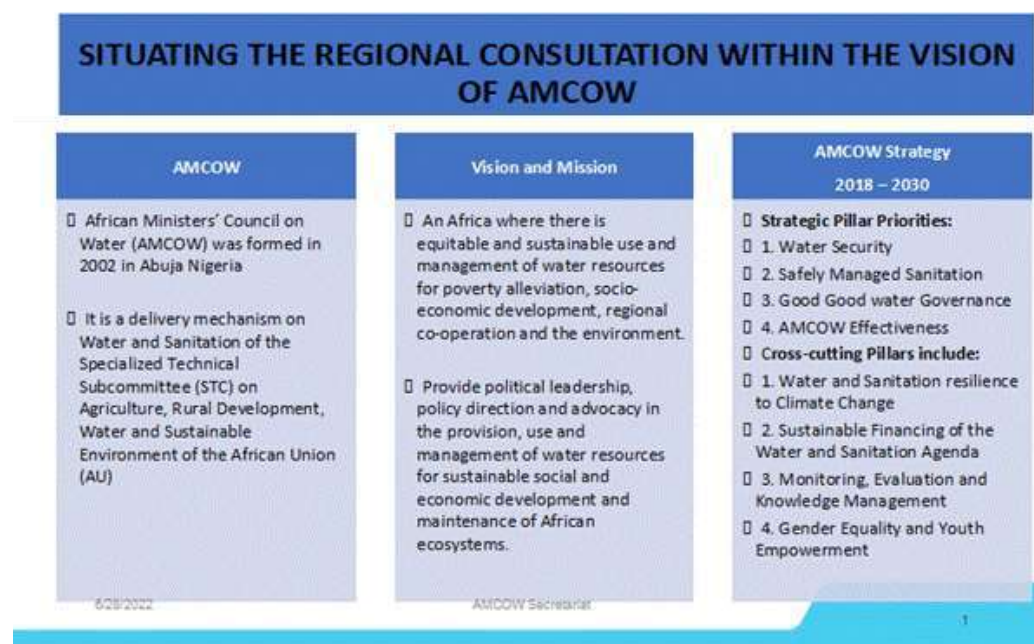 SITUATING THE REGIONAL CONSULTATION WITHIN THE VISION
OF AMCOW
AMCOW
African Ministers’ Council on
Water (AMCOW) was formed in
2002 in Abuja Nigeria
It is a delivery mechanism on
Water and Sanitation of the
Specialized Technical
Subcommittee (STC) on
Agriculture, Rural Development,
Water and Sustainable
Environment of the African Union
(AU)
Vision and Mission
An Africa where there is
equitable and sustainable use and
management of water resources
for poverty alleviation, socio-
economic development, regional
co-operation and the environment.
Provide political leadership,
policy direction and advocacy in
the provision, use and
management of water resources
for sustainable social and
economic development and
maintenance of African
ecosystems.
AMCOW Strategy
2018 – 2030
Strategic Pillar Priorities:
1. Water Security
2. Safely Managed Sanitation
3. Good Good water Governance
4. AMCOW Effectiveness
Cross-cutting Pillars include:
1. Water and Sanitation resilience
to Climate Change
2. Sustainable Financing of the
Water and Sanitation Agenda
3. Monitoring, Evaluation and
Knowledge Management
4. Gender Equality and Youth
Empowerment
6/28/2022
AMCOW Secretariat
1